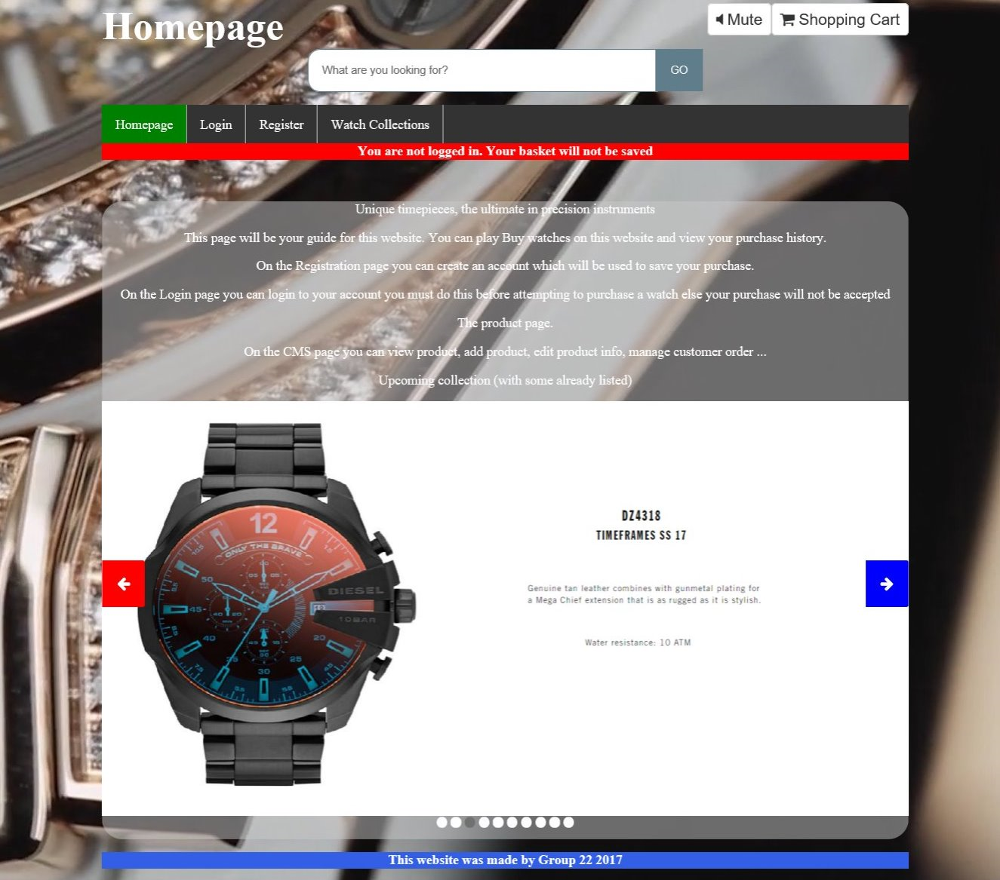 Homepage
Mute
Shopping Cart
What are you looking for?
GO
Homepage
Login
Register
Watch Collections
You are not logged in. Your basket will not be saved
Unique timepieces, the ultimate in precision instruments
This page will be your guide for this website. You can play Buy watches on this website and view your purchase history.
On the Registration page you can create an account which will be used to save your purchase.
On the Login page you can login to your account you must do this before attempting to purchase a watch else your purchase will not be accepted
The product page.
On the CMS page you can view product, add product, edit product info, manage customer order ...
Upcoming collection (with some already listed)
12
ONLY THE BRAVE
DIESEL
10BAR
50
45
40
30
25
20
DZ4318
TIMEFRAMES SS 17
Genuine tan leather combines with gunmetal plating for
a Mega Chief extension that is as rugged as it is stylish.
Water resistance: 10 ATM
This website was made by Group 22 2017